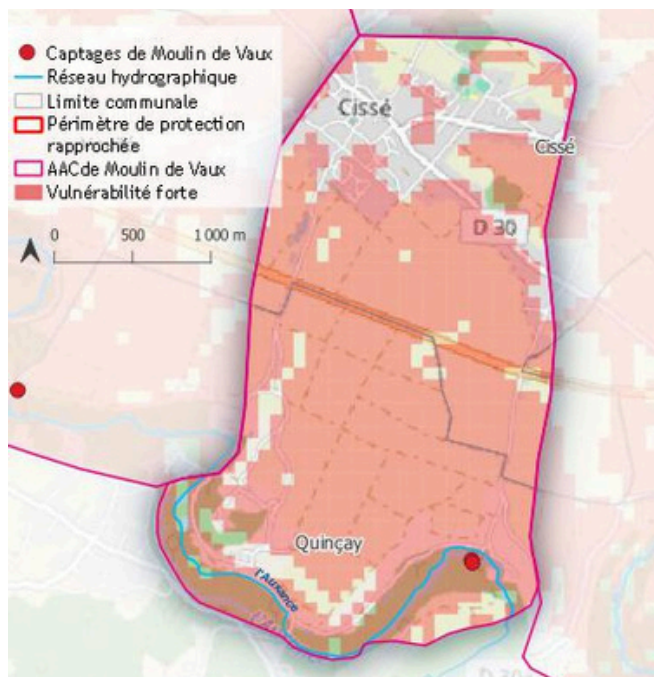 Captages de Moulin de Vaux
Réseau hydrographique
Limite communale
Périmètre de protection
rapprochée
AACde Moulin de Vaux
Vulnérabilité forte
0 500 1 000 m
Cissé
Cissé
D 30
Quinçay
l'Auxance